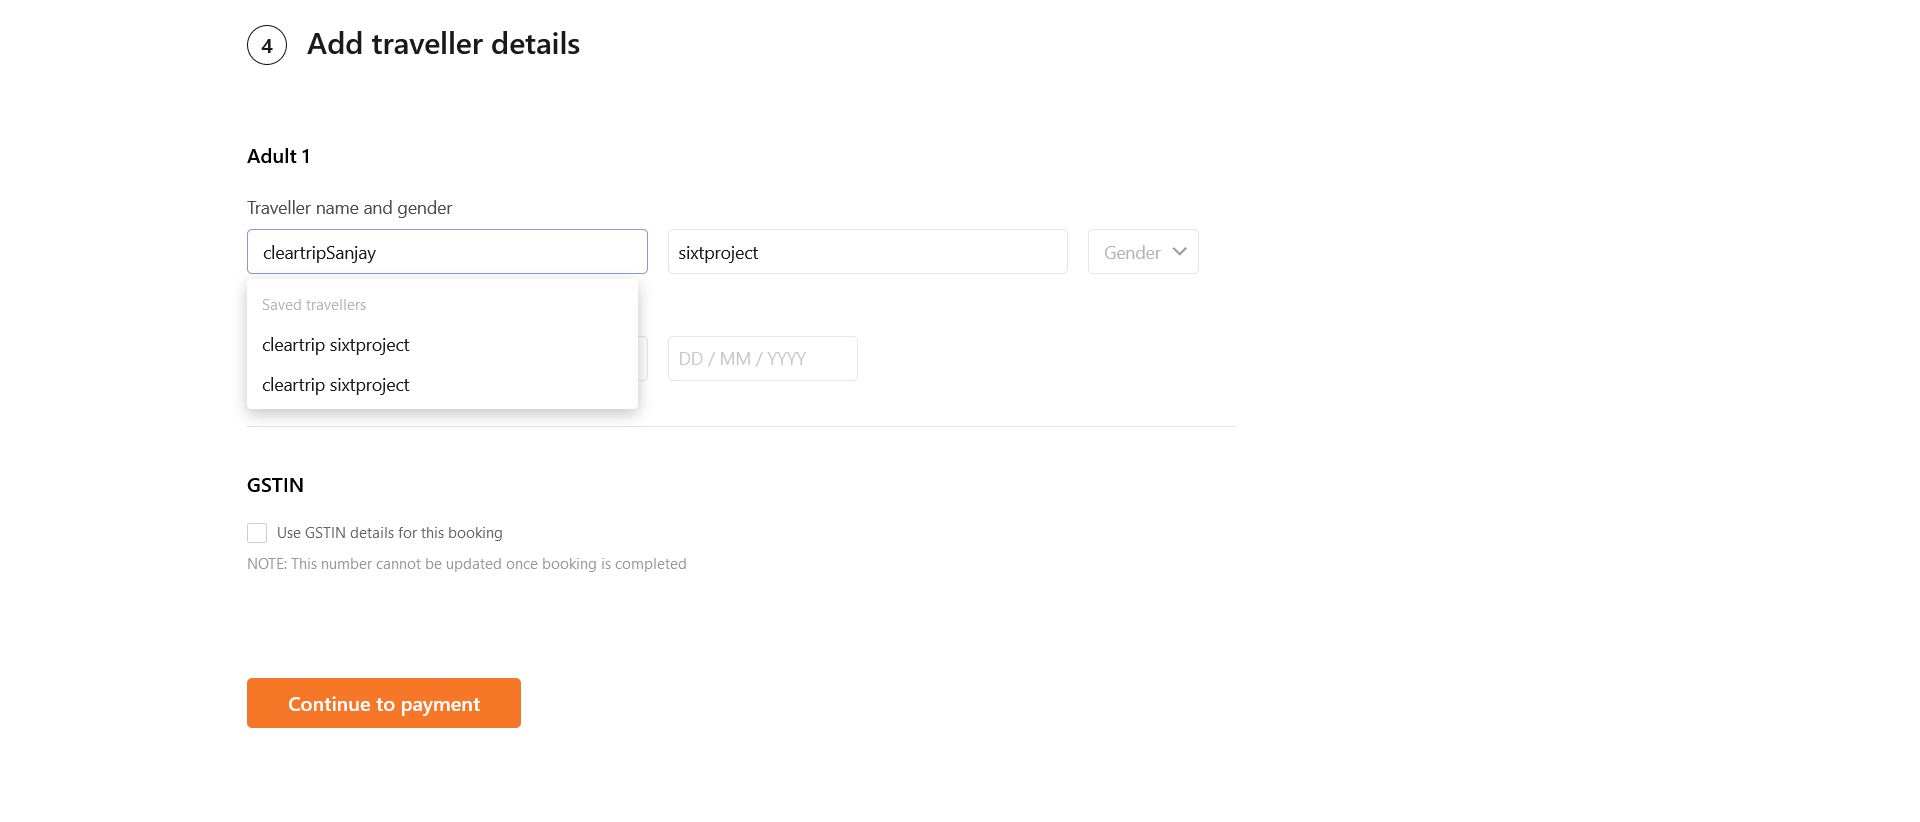 4 Add traveller details
Adult 1
Traveller name and gender
cleartripSanjay sixtproject Gender
Saved travellers
cleartrip sixtproject
DD / MM / YYYY
cleartrip sixtproject
GSTIN
Use GSTIN details for this booking
NOTE: This number cannot be updated once booking is completed
Continue to payment